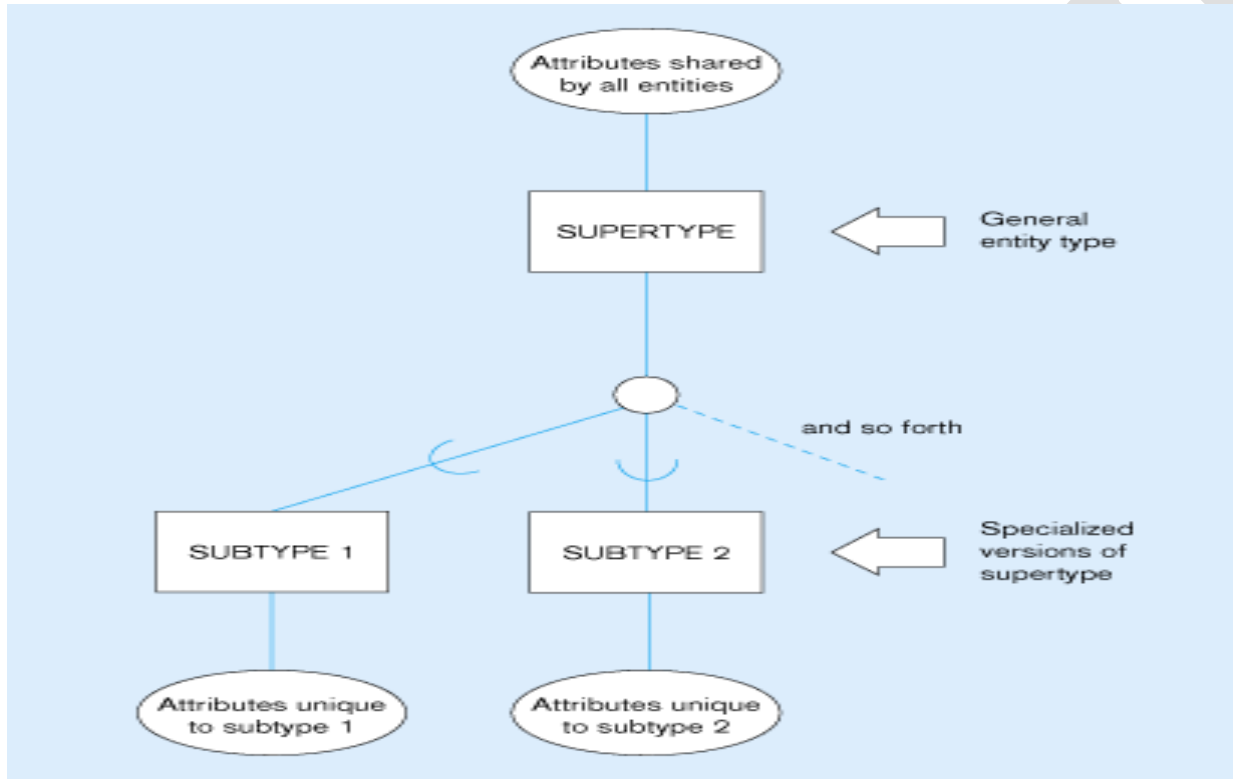 Attributes shared
by all entities
SUPERTYPE
General
entity type
and so forth
SUBTYPE 1
SUBTYPE 2
Specialized
versions of
supertype
Attributes unique
to subtype 1
Attributes unique
to subtype 2